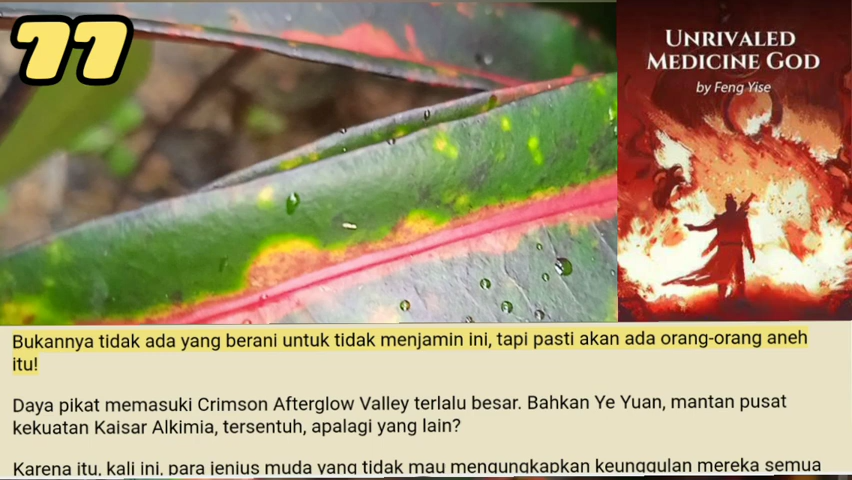 77
UNRIVALED
MEDICINE GOD
by Feng Yise
Bukannya tidak ada yang berani untuk tidak menjamin ini, tapi pasti akan ada orang-orang aneh
itu!
Daya pikat memasuki Crimson Afterglow Valley terlalu besar. Bahkan Ye Yuan, mantan pusat
kekuatan Kaisar Alkimia, tersentuh, apalagi yang lain?
Karena itu, kali ini, para jenius muda yang tidak mau mengungkapkan keunggulan mereka semua